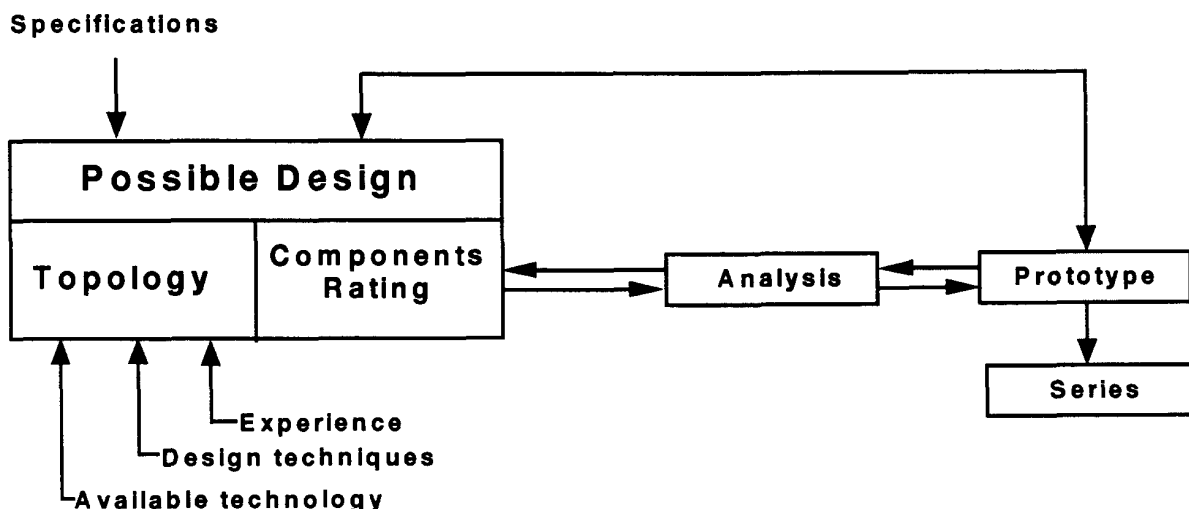 Specifications
Possible Design
Topology
Components
Rating
Analysis
Prototype
Series
Experience
Design techniques
Available technology